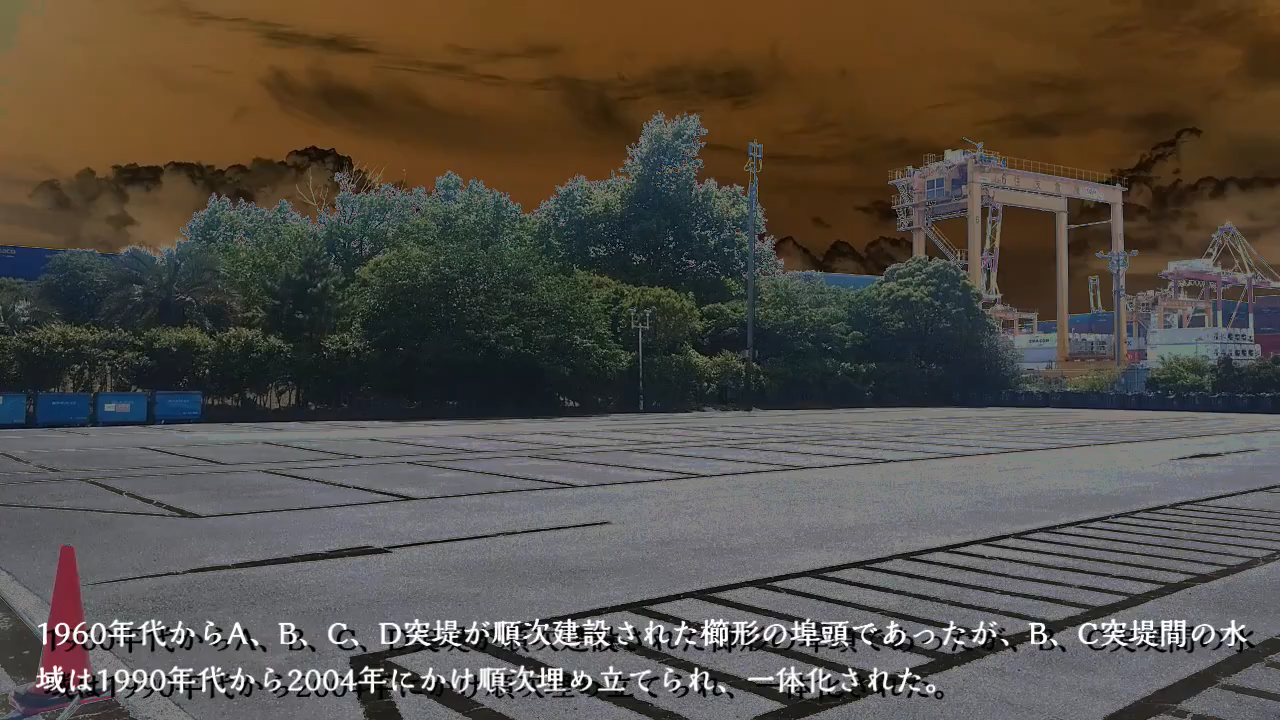 1960年代からA、B、C、D突堤が順次建設された櫛形の埠頭であったが、B、C突堤間の水
域は1990年代から2004年にかけ順次埋め立てられ、一体化された。